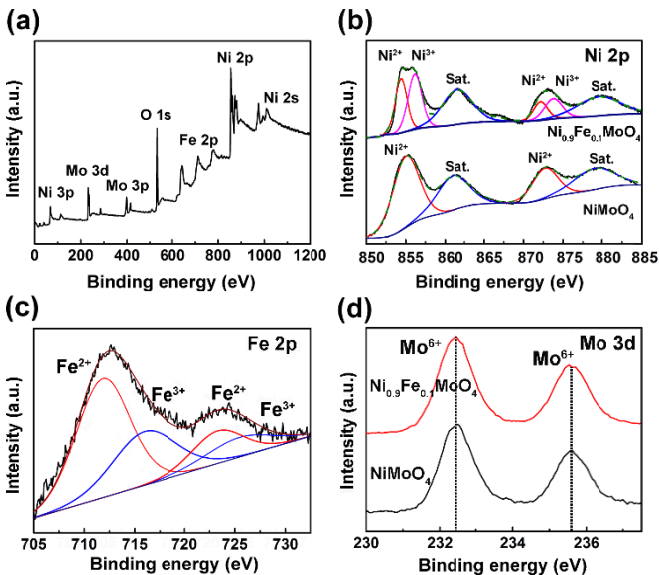 (a)
Intensity (a.u.)
Ni 3p
Mo 3d
Mo 3p
O 1s
Fe 2p
Ni 2p
Ni 2s
0 200 400 600 800 1000 1200
Binding energy (eV)
(b)
Ni 2p
Intensity (a.u.)
Ni²⁺ Ni³⁺
Sat.
Ni²⁺ Ni³⁺
Sat.
Ni₀.₉Fe₀.₁MoO₄
Ni²⁺
Sat.
Ni²⁺
Sat.
NiMoO₄
850 855 860 865 870 875 880 885
Binding energy (eV)
(c)
Fe 2p
Intensity (a.u.)
Fe²⁺
Fe³⁺
Fe²⁺
Fe³⁺
705 710 715 720 725 730
Binding energy (eV)
(d)
Mo 3d
Intensity (a.u.)
Mo⁶⁺
Mo⁶⁺
Ni₀.₉Fe₀.₁MoO₄
NiMoO₄
230 232 234 236
Binding energy (eV)